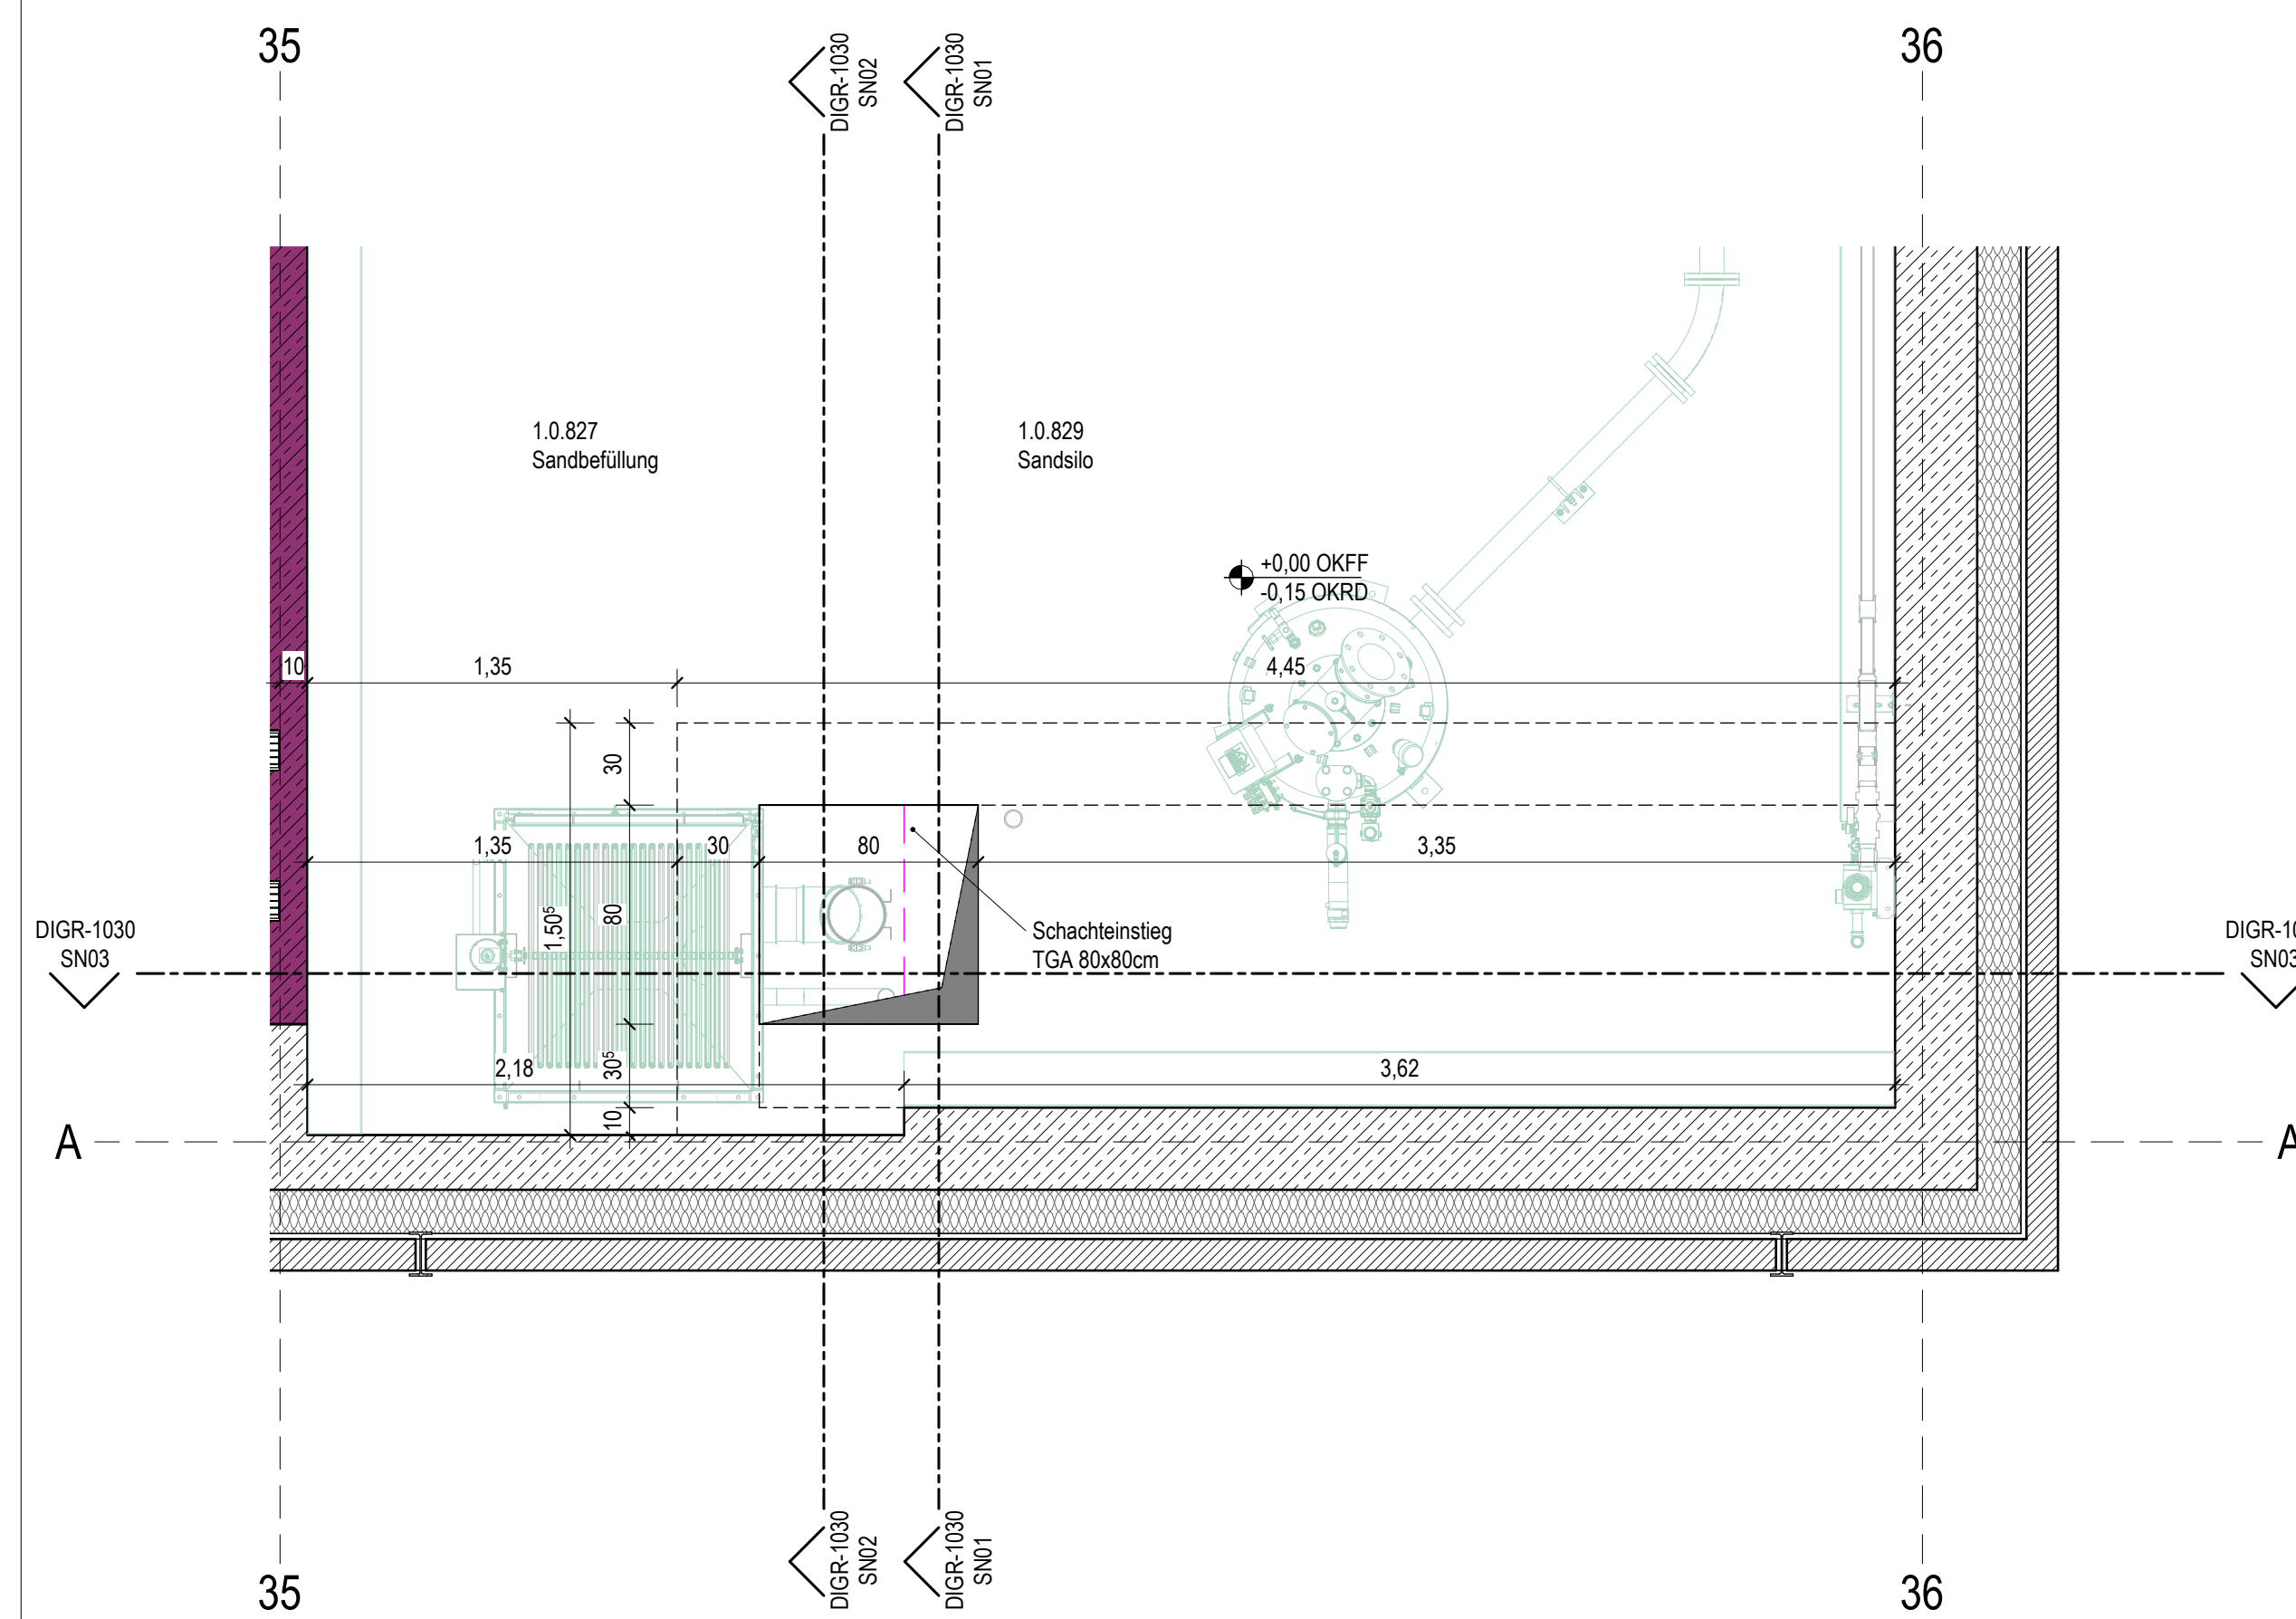 35
DIGR-1030
SN02
DIGR-1030
SN01
36
1.0.827
Sandbefüllung
1.0.829
Sandsilo
+0,00 OKFF
-0,15 OKRD
10
1,35
4,45
30
1,35
30
80
3,35
1,50⁵
80
Schachteinstieg
TGA 80x80cm
DIGR-1030
SN03
DIGR-10
SN03
2,18
30⁵
3,62
10
A
A
DIGR-1030
SN02
DIGR-1030
SN01
35
36